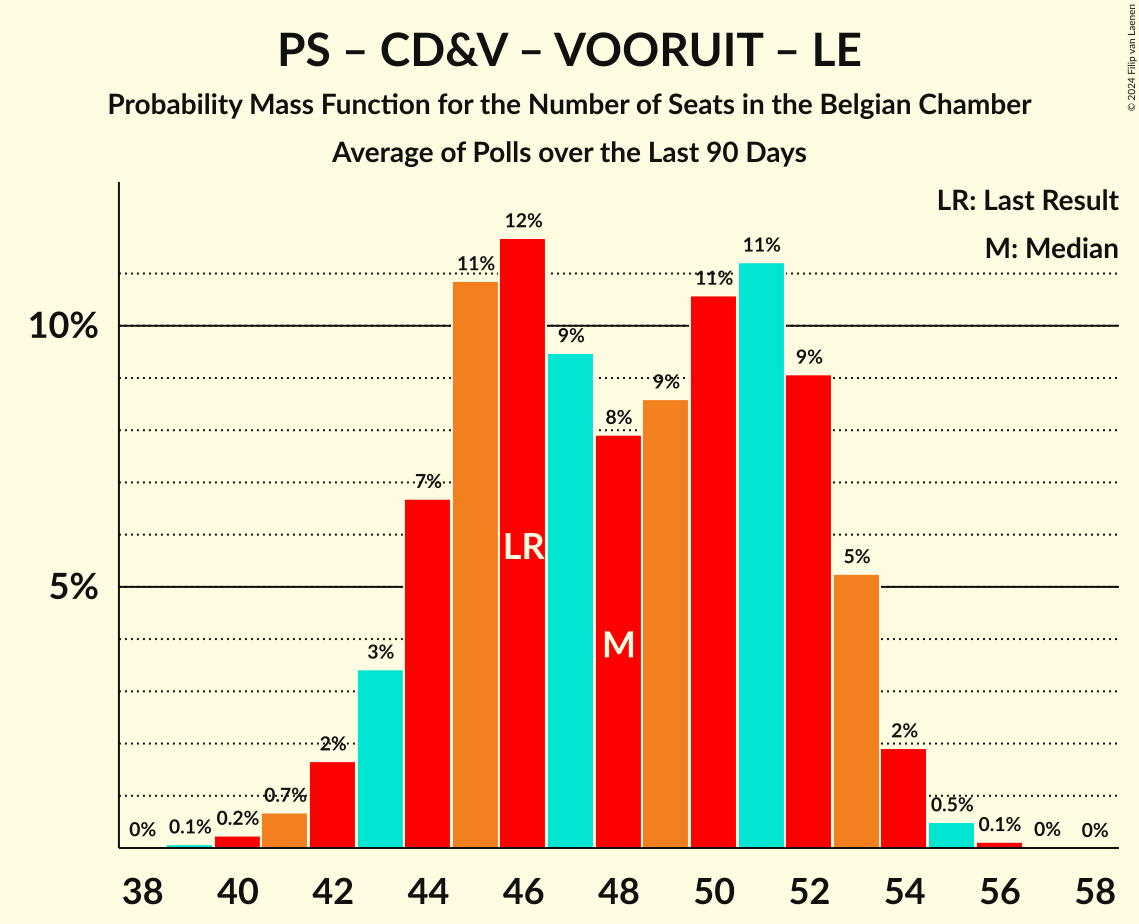 PS – CD&V – VOORUIT – LE
Probability Mass Function for the Number of Seats in the Belgian Chamber
Average of Polls over the Last 90 Days
© 2024 Filip van Laenen
LR: Last Result
M: Median
10%
5%
0%
0.1%
0.2%
0.7%
2%
3%
7%
11%
12%
9%
8%
9%
11%
11%
9%
5%
2%
0.5%
0.1%
0%
0%
LR
M
38 40 42 44 46 48 50 52 54 56 58